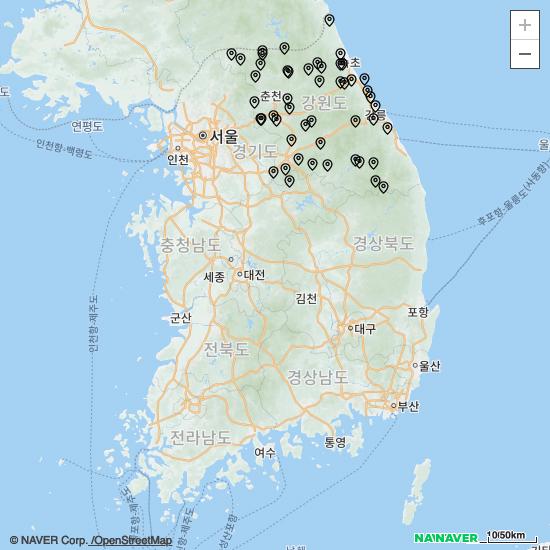 +
−
초
춘천
강원도
강릉
연평도
서울
인천항-백령도
인천
경기도
울
후포항-울릉도(사동항)
충청남도
경상북도
세종
대전
인천항-제주도
김천
군산
포항
대구
전북도
경상남도
울산
부산
전라남도
통영
여수
© NAVER Corp. /OpenStreetMap
NAVER
10/50km